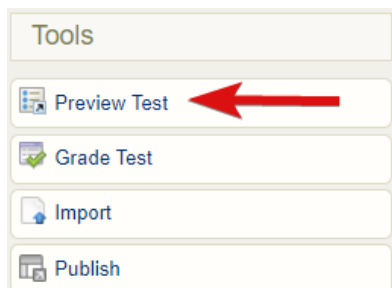 Tools
Preview Test
Grade Test
Import
Publish